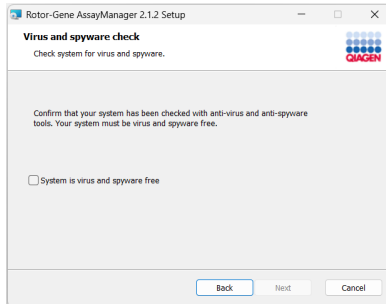 Rotor-Gene AssayManager 2.1.2 Setup
Virus and spyware check
Check system for virus and spyware.
QIAGEN
Confirm that your system has been checked with anti-virus and anti-spyware
tools. Your system must be virus and spyware free.
System is virus and spyware free
Back Next Cancel